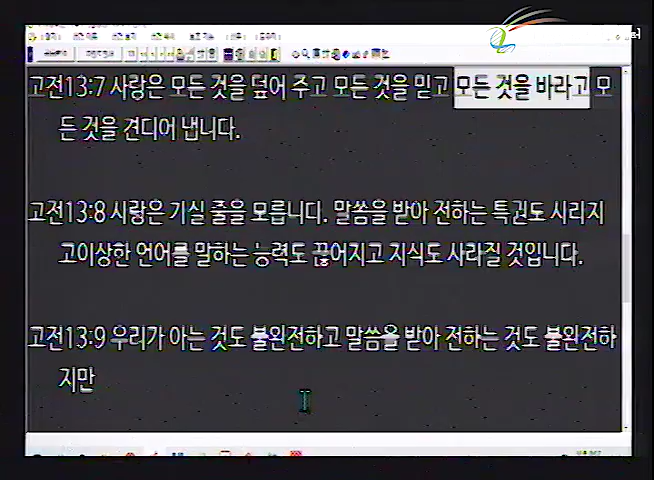 고전13:7 사랑은 모든 것을 덮어 주고 모든 것을 믿고 모든 것을 바라고 모
든 것을 견디어 냅니다.
고전13:8 사랑은 가실 줄을 모릅니다. 말씀을 받아 전하는 특권도 사라지
고이상한 언어를 말하는 능력도 끊어지고 지식도 사라질 것입니다.
고전13:9 우리가 아는 것도 불완전하고 말씀을 받아 전하는 것도 불완전하
지만